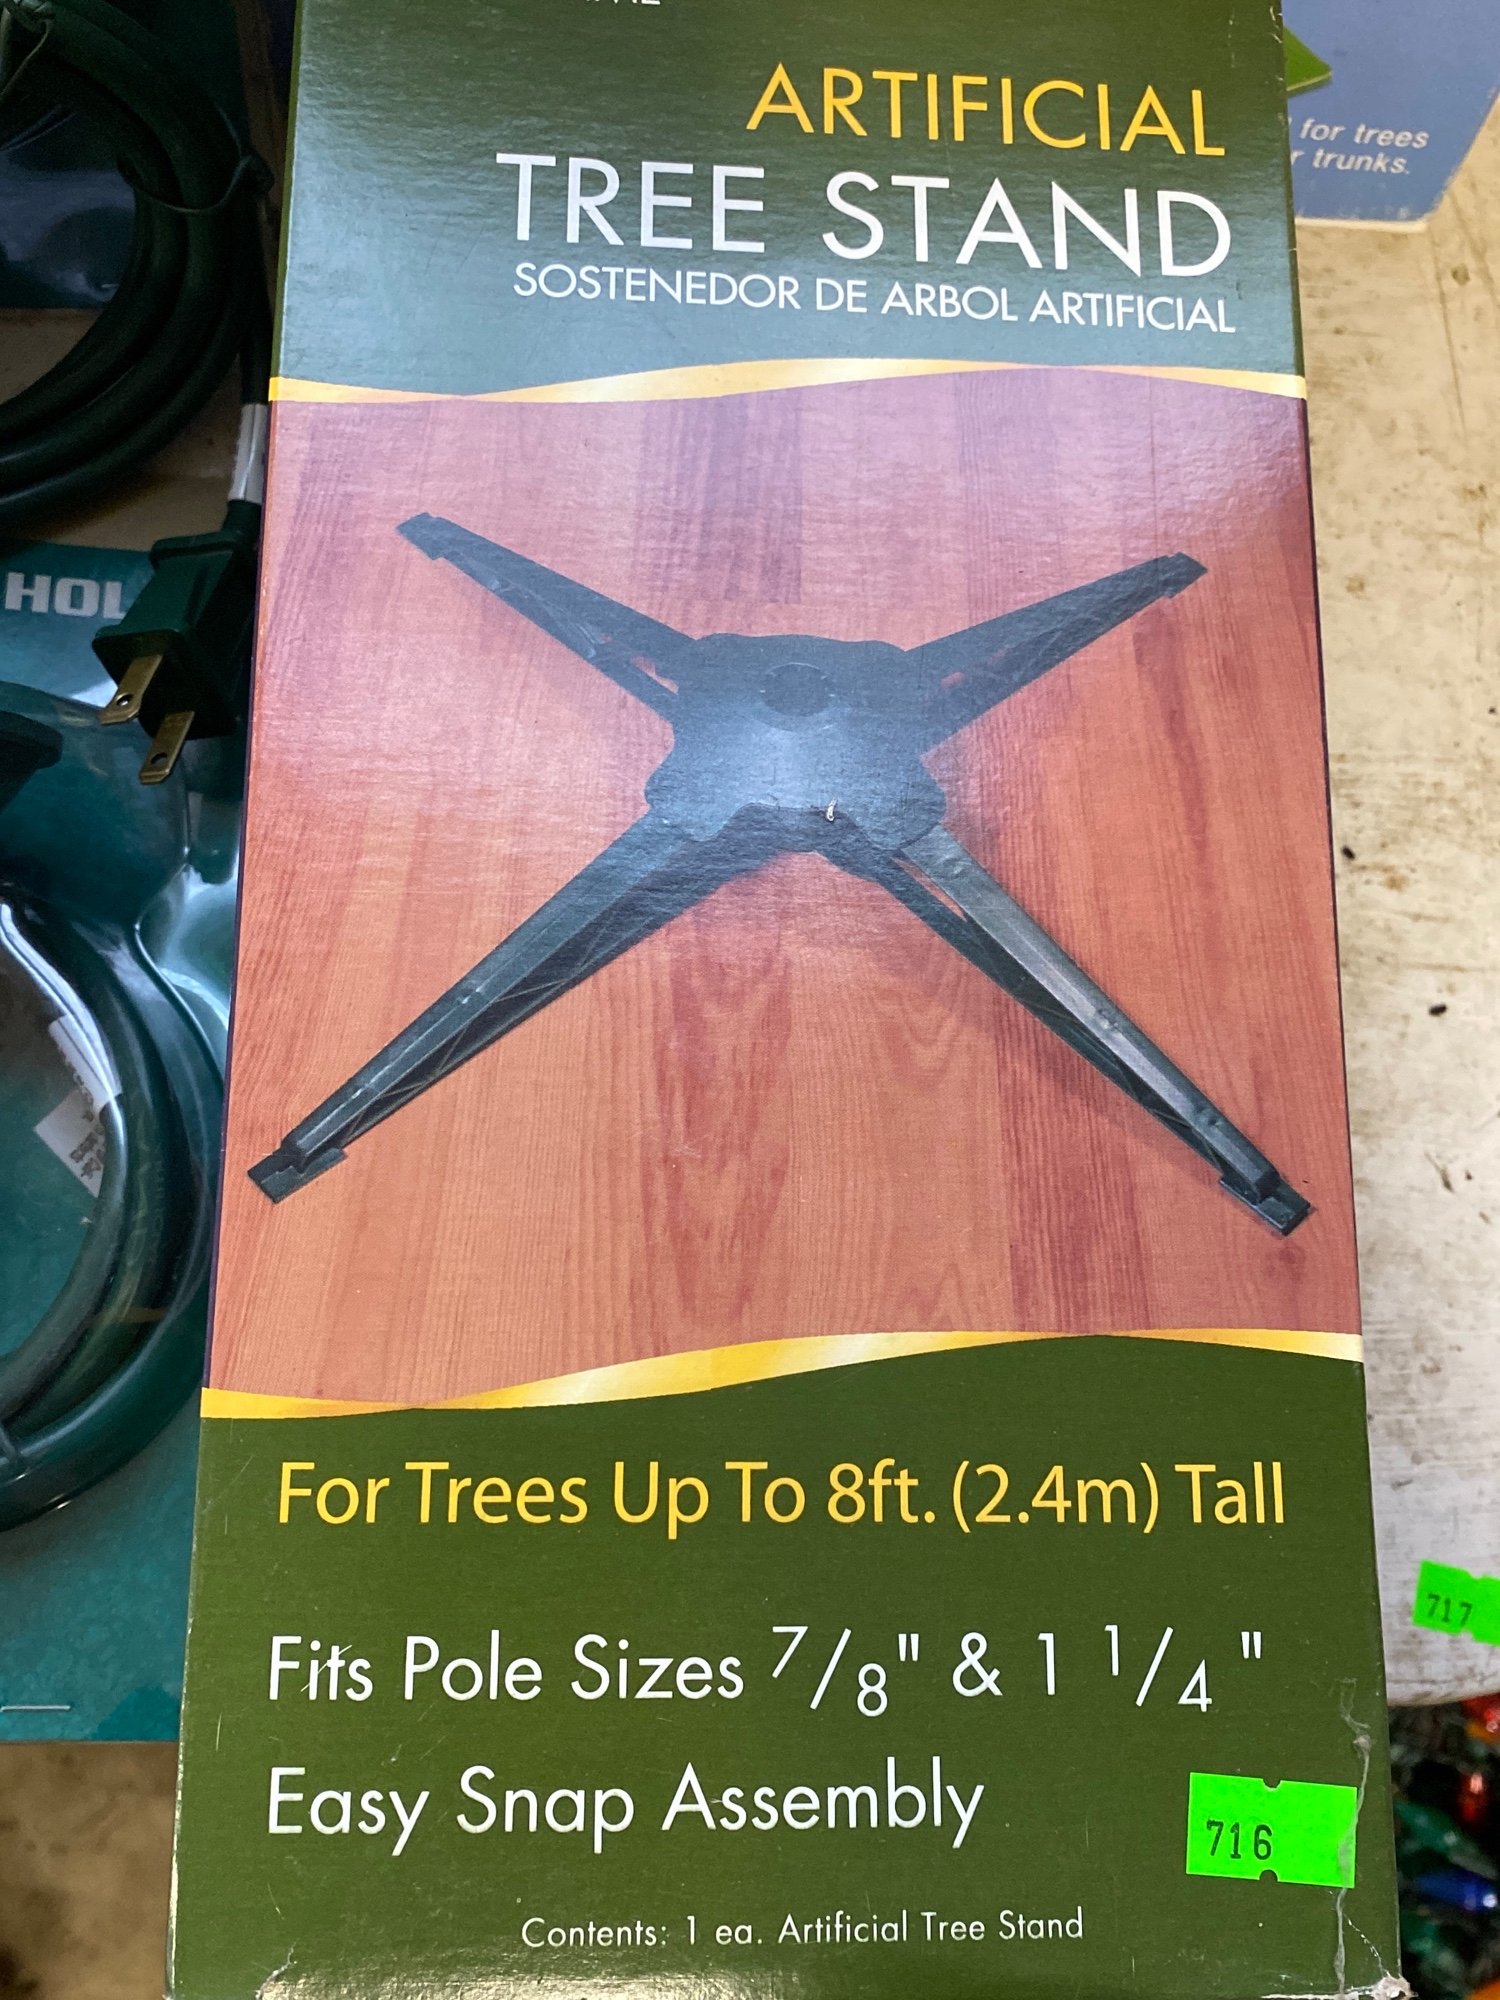 ARTIFICIAL
TREE STAND
SOSTENEDOR DE ARBOL ARTIFICIAL
for trees
trunks.
HOL
For Trees Up To 8ft. (2.4m) Tall
Fits Pole Sizes 7/8" & 1 1/4 "
Easy Snap Assembly
716
717
Contents: 1 ea. Artificial Tree Stand